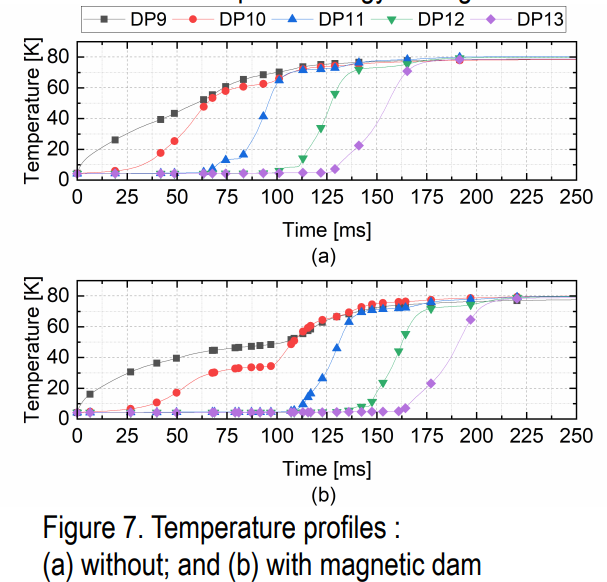 DP9 DP10 DP11 DP12 DP13
80
60
40
20
0
Temperature [K]
0 25 50 75 100 125 150 175 200 225 250
Time [ms]
(a)
80
60
40
20
0
Temperature [K]
0 25 50 75 100 125 150 175 200 225 250
Time [ms]
(b)
Figure 7. Temperature profiles :
(a) without; and (b) with magnetic dam